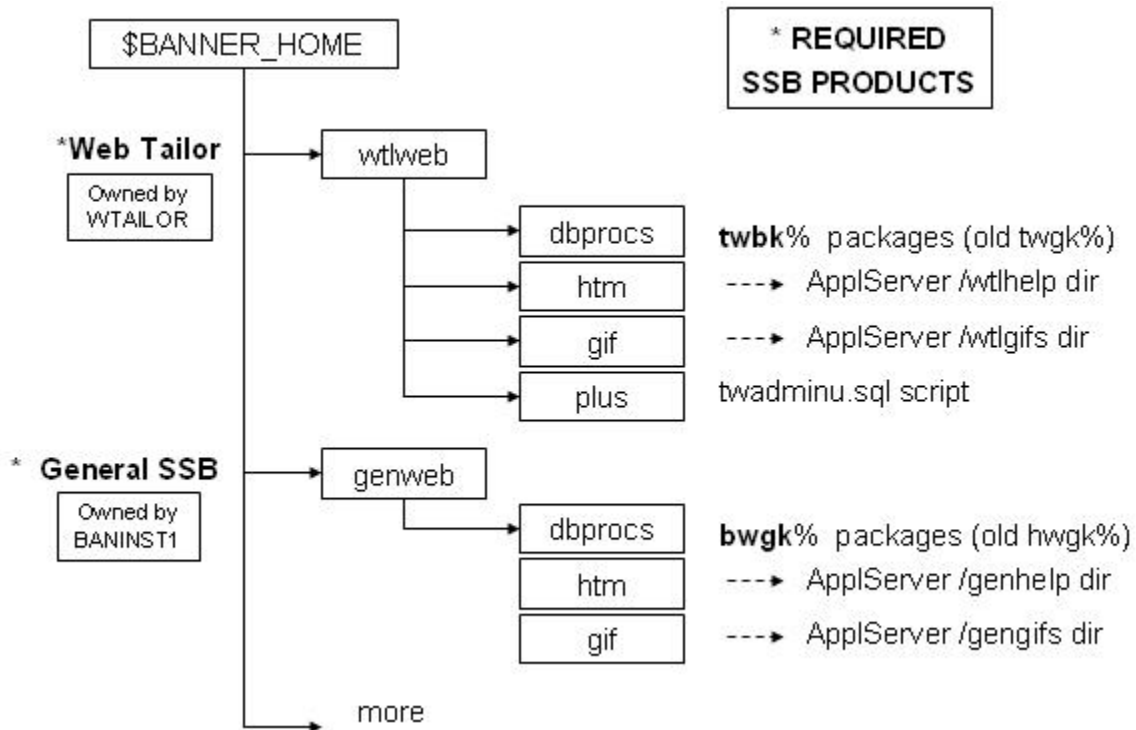 $BANNER_HOME
* REQUIRED
SSB PRODUCTS
*Web Tailor
Owned by
WTAILOR
wtlweb
dbprocs twbk% packages (old twgk%)
htm ApplServer /wtlhelp dir
gif ApplServer /wtlgifs dir
plus twadminu.sql script
* General SSB
Owned by
BANINST1
genweb
dbprocs bwgk% packages (old hwgk%)
htm ApplServer /genhelp dir
gif ApplServer /gengifs dir
more